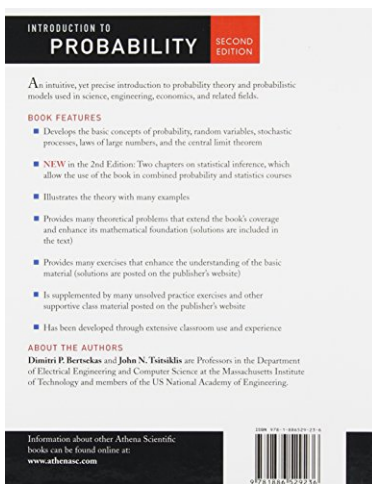 INTRODUCTION TO
PROBABILITY
SECOND
EDITION
An intuitive, yet precise introduction to probability theory and probabilistic
models used in science, engineering, economics, and related fields.
BOOK FEATURES
■ Develops the basic concepts of probability, random variables, stochastic
processes, laws of large numbers, and the central limit theorem
■ NEW in the 2nd Edition: Two chapters on statistical inference, which
allow the use of the book in combined probability and statistics courses
■ Illustrates the theory with many examples
■ Provides many theoretical problems that extend the book's coverage
and enhance its mathematical foundation (solutions are included in
the text)
■ Provides many exercises that enhance the understanding of the basic
material (solutions are posted on the publisher's website)
■ Is supplemented by many unsolved practice exercises and other
supportive class material posted on the publisher's website
■ Has been developed through extensive classroom use and experience
ABOUT THE AUTHORS
Dimitri P. Bertsekas and John N. Tsitsiklis are Professors in the Department
of Electrical Engineering and Computer Science at the Massachusetts Institute
of Technology and members of the US National Academy of Engineering.
Information about other Athena Scientific
books can be found online at:
www.athenasc.com
ISBN 978-1-886529-23-6
9 781886 529236